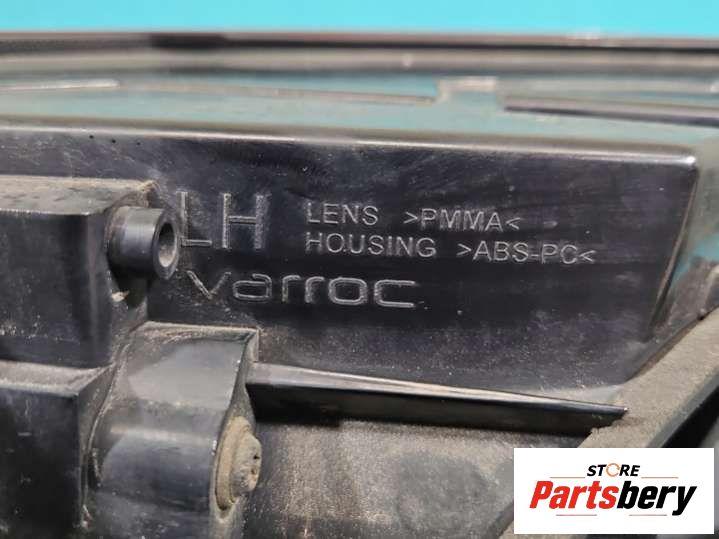 LH
LENS >PMMA<
HOUSING >ABS-PC<
varroc
STORE
Partsbery